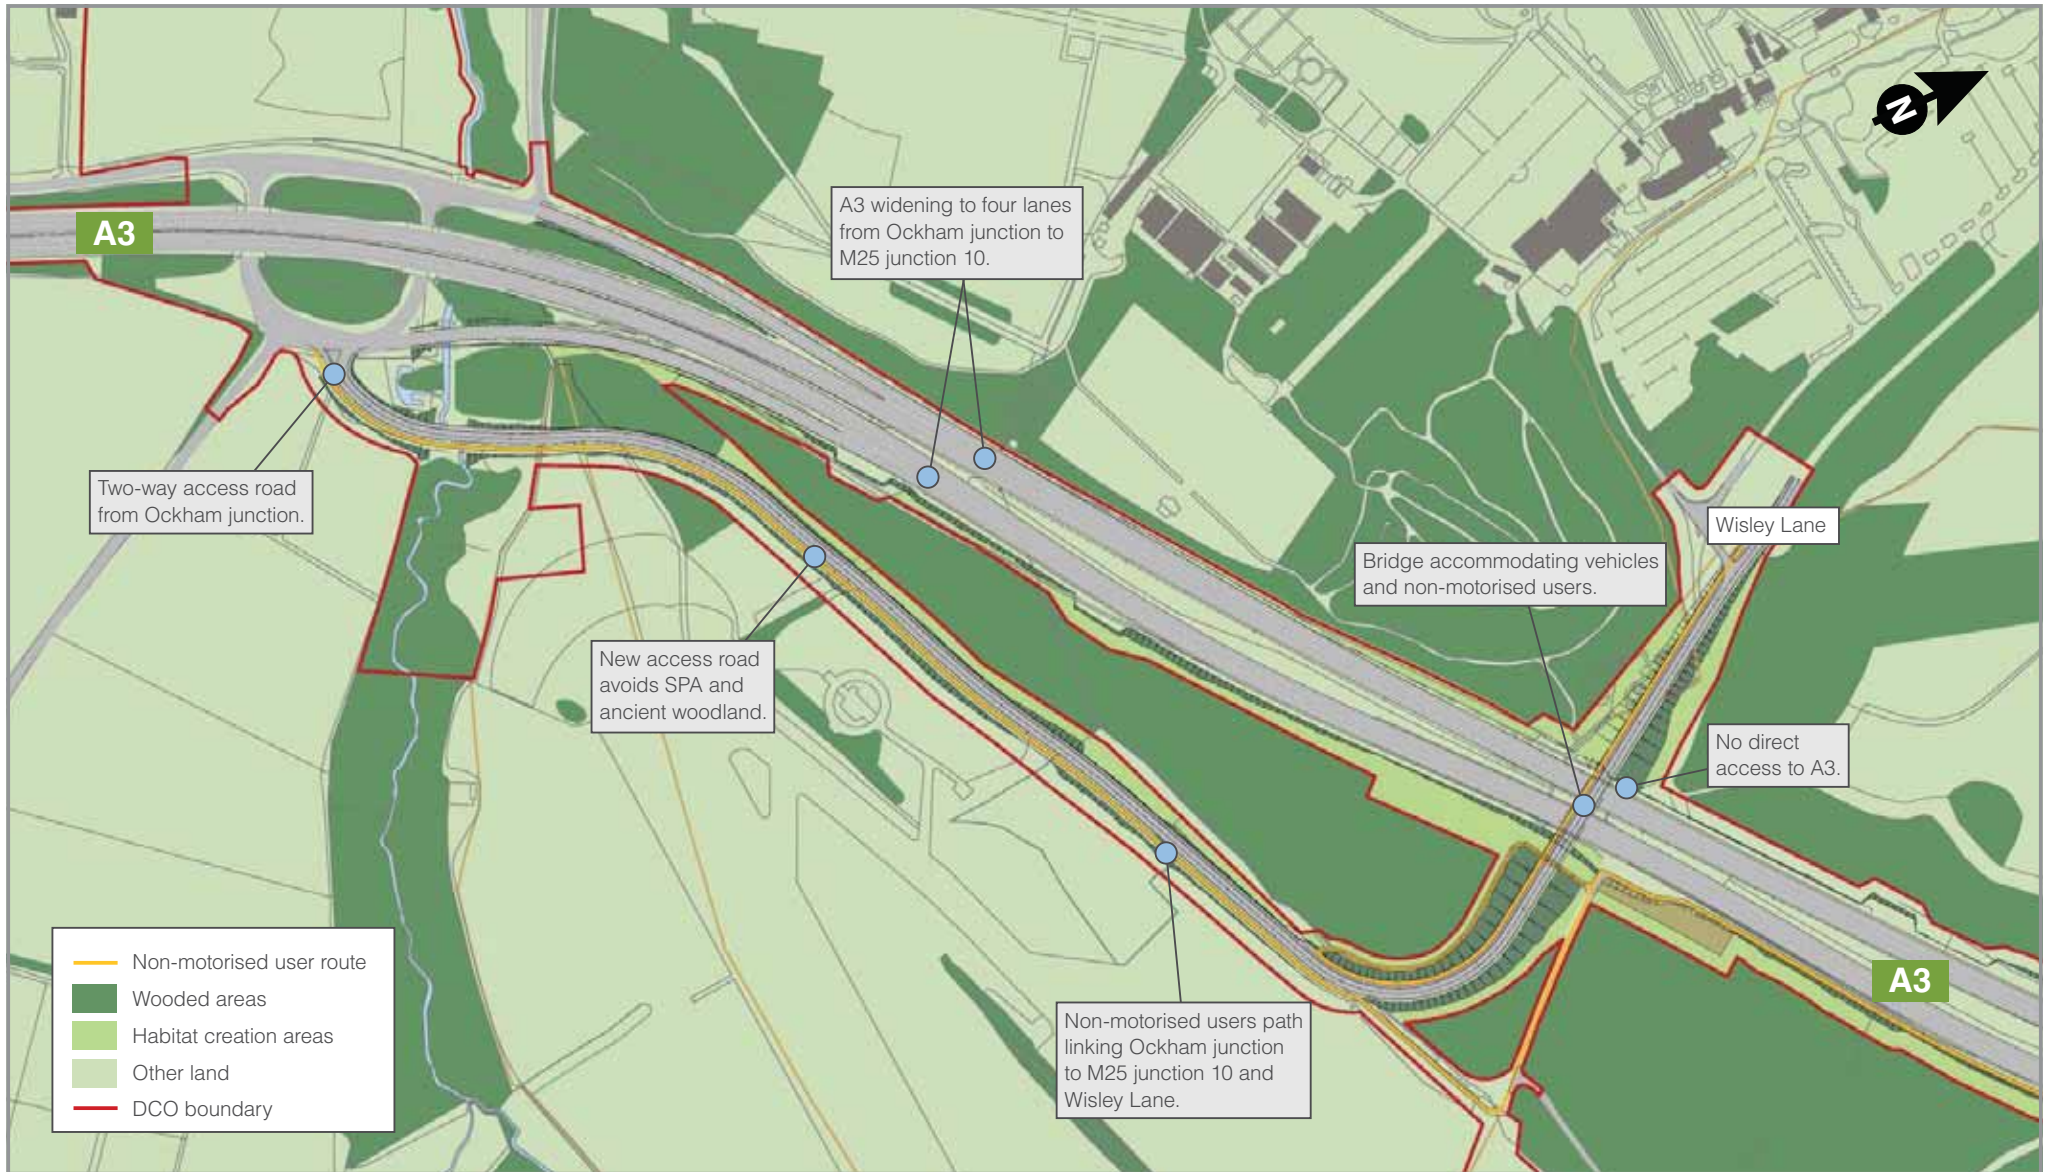 N
A3
A3 widening to four lanes
from Ockham junction to
M25 junction 10.
Two-way access road
from Ockham junction.
Wisley Lane
Bridge accommodating vehicles
and non-motorised users.
New access road
avoids SPA and
ancient woodland.
No direct
access to A3.
A3
Non-motorised users path
linking Ockham junction
to M25 junction 10 and
Wisley Lane.
Non-motorised user route
Wooded areas
Habitat creation areas
Other land
DCO boundary